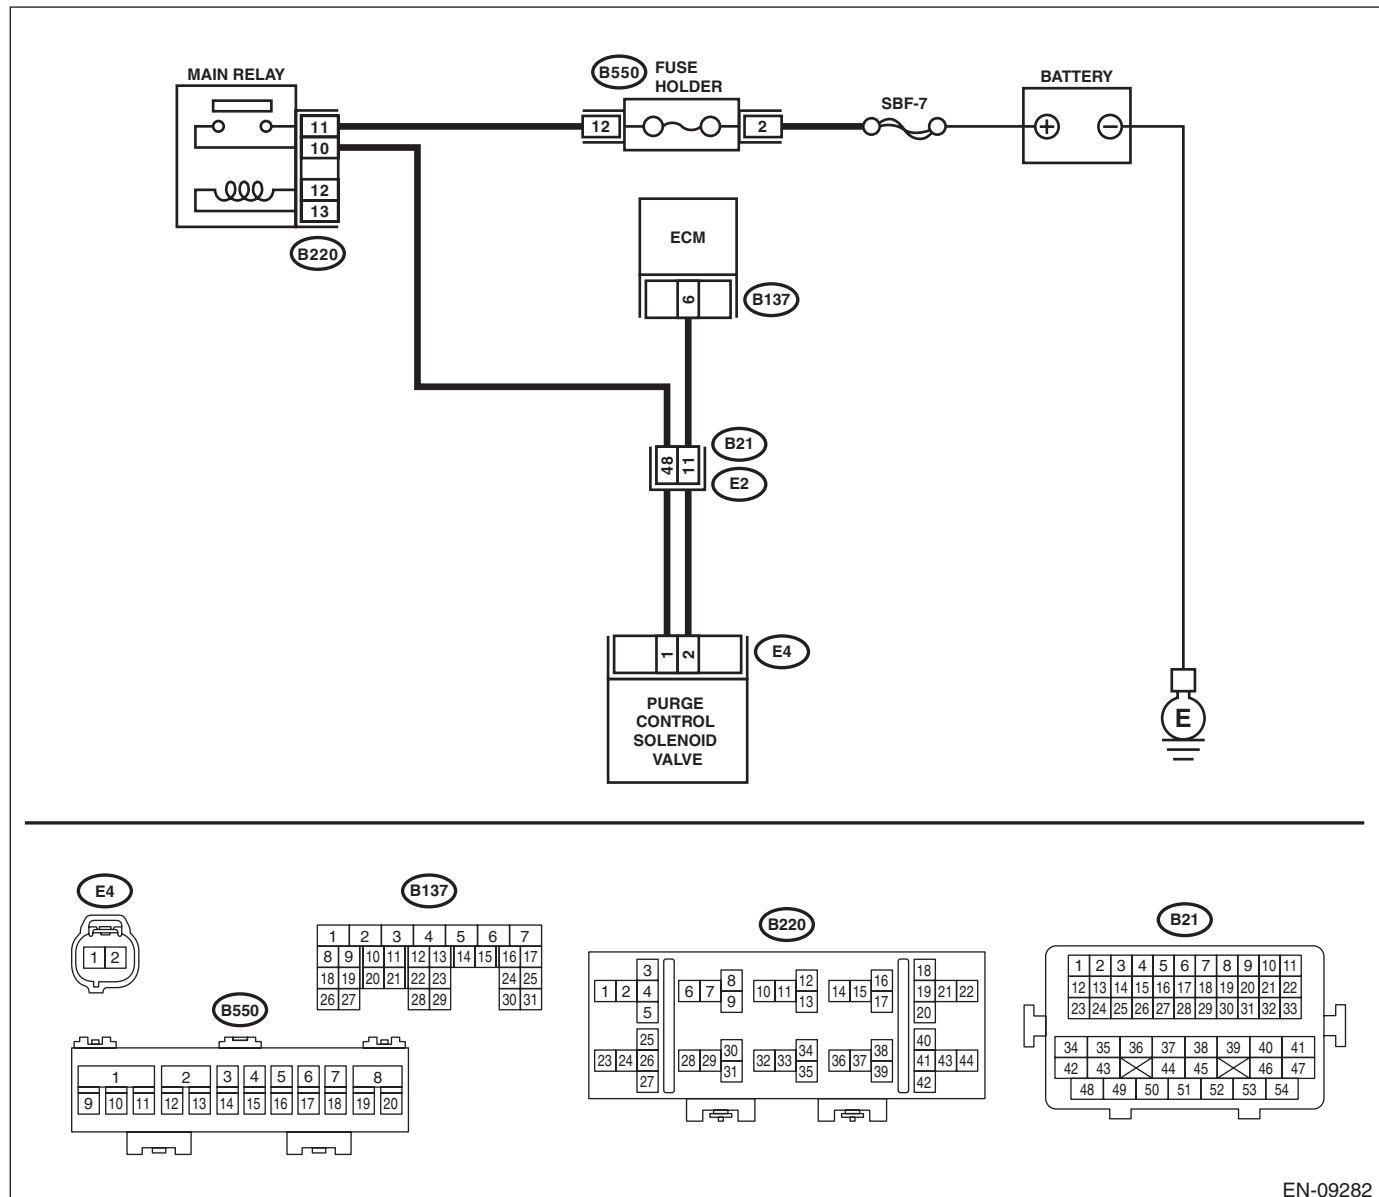 MAIN RELAY
11
10
12
13
B220
B550
FUSE
HOLDER
12
2
SBF-7
BATTERY
+
−
ECM
6
B137
B21
48 11
E2
1 2
E4
PURGE
CONTROL
SOLENOID
VALVE
E
E4
1 2
B137
1 2 3 4 5 6 7
8 9 10 11 12 13 14 15 16 17
18 19 20 21 22 23 24 25
26 27 28 29 30 31
B550
1 2 3 4 5 6 7 8
9 10 11 12 13 14 15 16 17 18 19 20
B220
3 8 12 16 18
1 2 4 6 7 10 11 14 15 19 21 22
5 9 13 17 20
25 30 34 38 40
23 24 26 28 29 32 33 36 37 41 43 44
27 31 35 39 42
B21
1 2 3 4 5 6 7 8 9 10 11
12 13 14 15 16 17 18 19 20 21 22
23 24 25 26 27 28 29 30 31 32 33
34 35 36 37 38 39 40 41
42 43 44 45 46 47
48 49 50 51 52 53 54
EN-09282